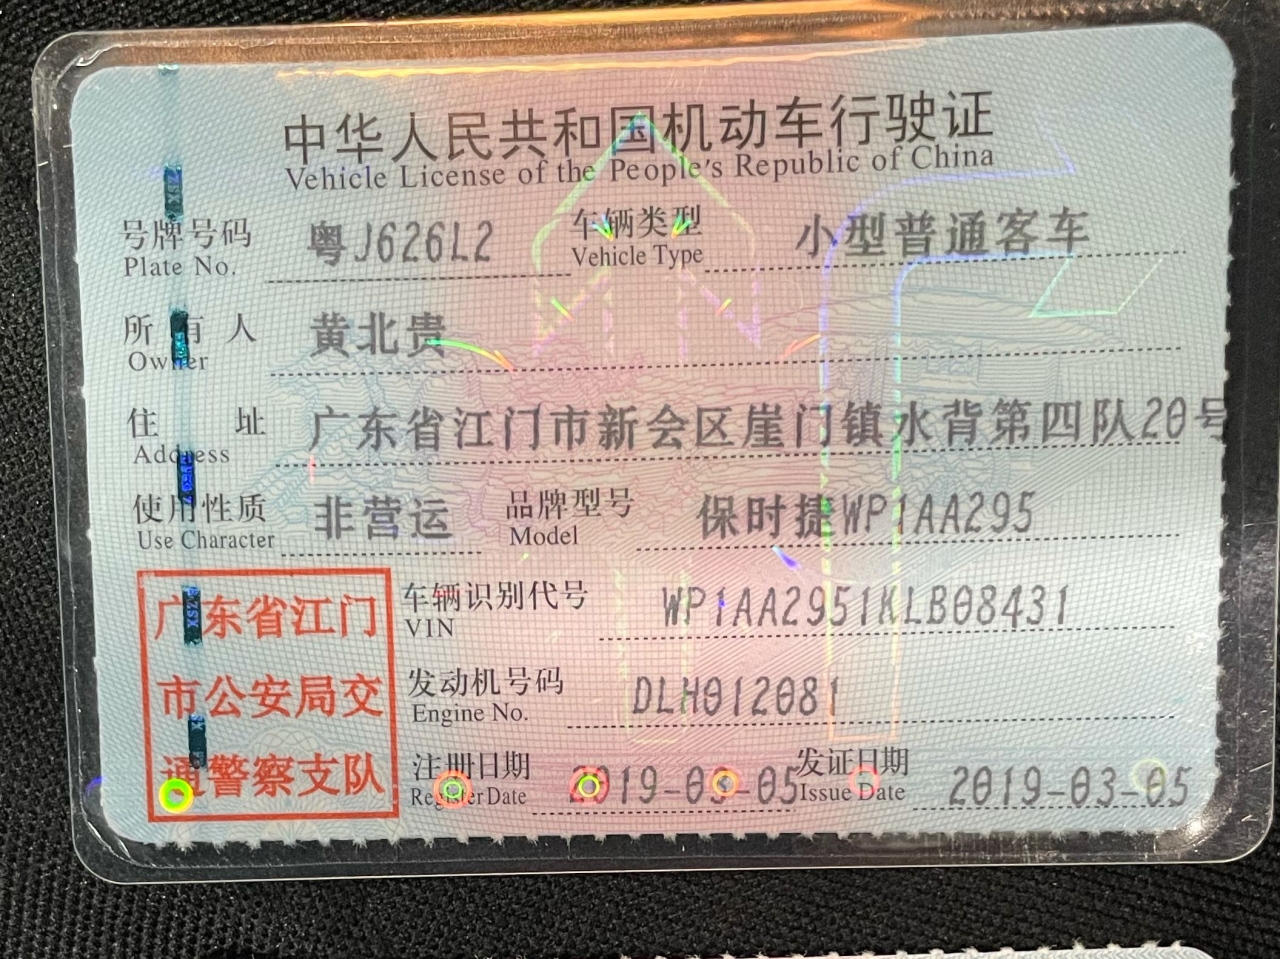 中华人民共和国机动车行驶证
Vehicle License of the People's Republic of China
号牌号码 粤J626L2 车辆类型 小型普通客车
Plate No. Vehicle Type
所有人 黄北贵
Owner
住址 广东省江门市新会区崖门镇水背第四队20号
Address
使用性质 非营运 品牌型号 保时捷WP1AA295
Use Character Model
广东省江门
市公安局交
通警察支队
车辆识别代号 WP1AA2951KLB08431
VIN
发动机号码 DLH012081
Engine No.
注册日期 2019-03-05 发证日期 2019-03-05
Register Date Issue Date